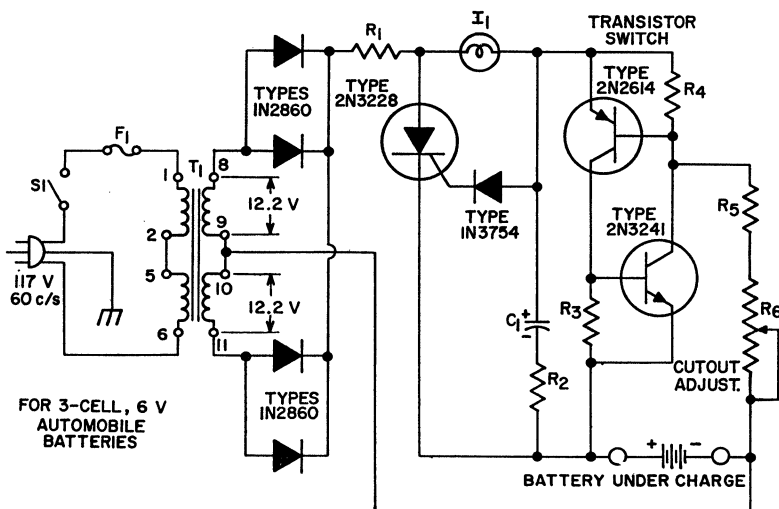 I1
TRANSISTOR
SWITCH
R1
TYPE
2N3228
TYPE
2N2614
R4
TYPES
1N2860
F1
S1
T1
1
8
12.2 V
2
9
5
10
12.2 V
6
11
117 V
60 c/s
TYPE
1N3754
TYPE
2N3241
R5
R6
R3
C1
+
-
R2
CUTOUT
ADJUST.
TYPES
1N2860
FOR 3-CELL, 6 V
AUTOMOBILE
BATTERIES
+ -
BATTERY UNDER CHARGE